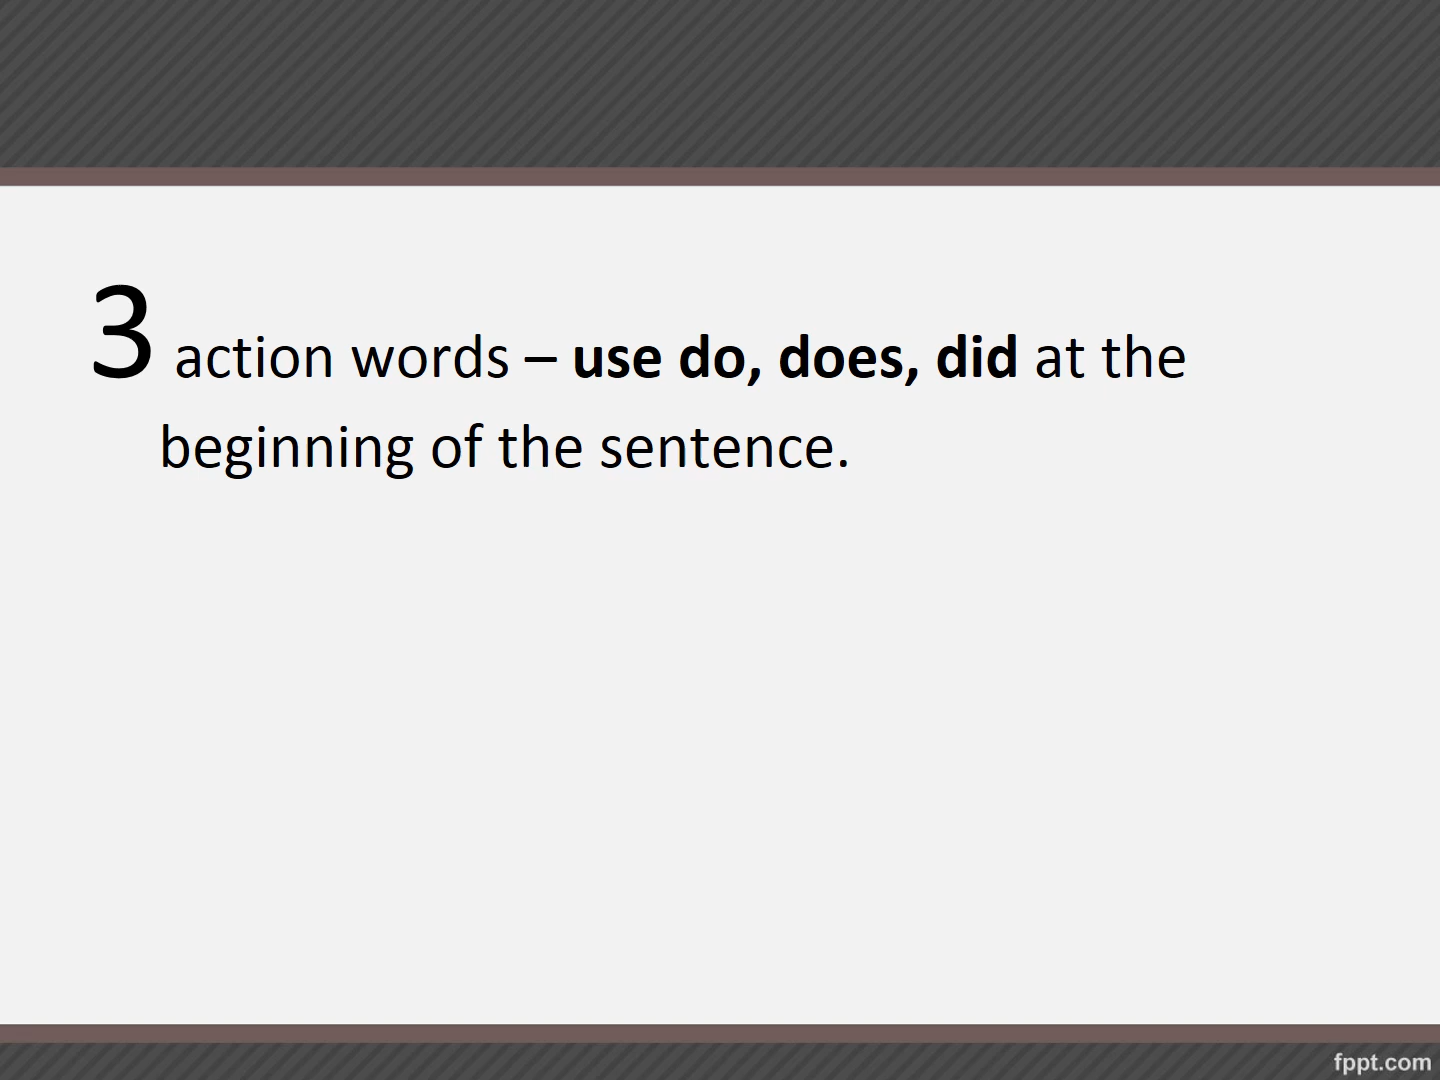 3 action words – use do, does, did at the
beginning of the sentence.
fppt.com